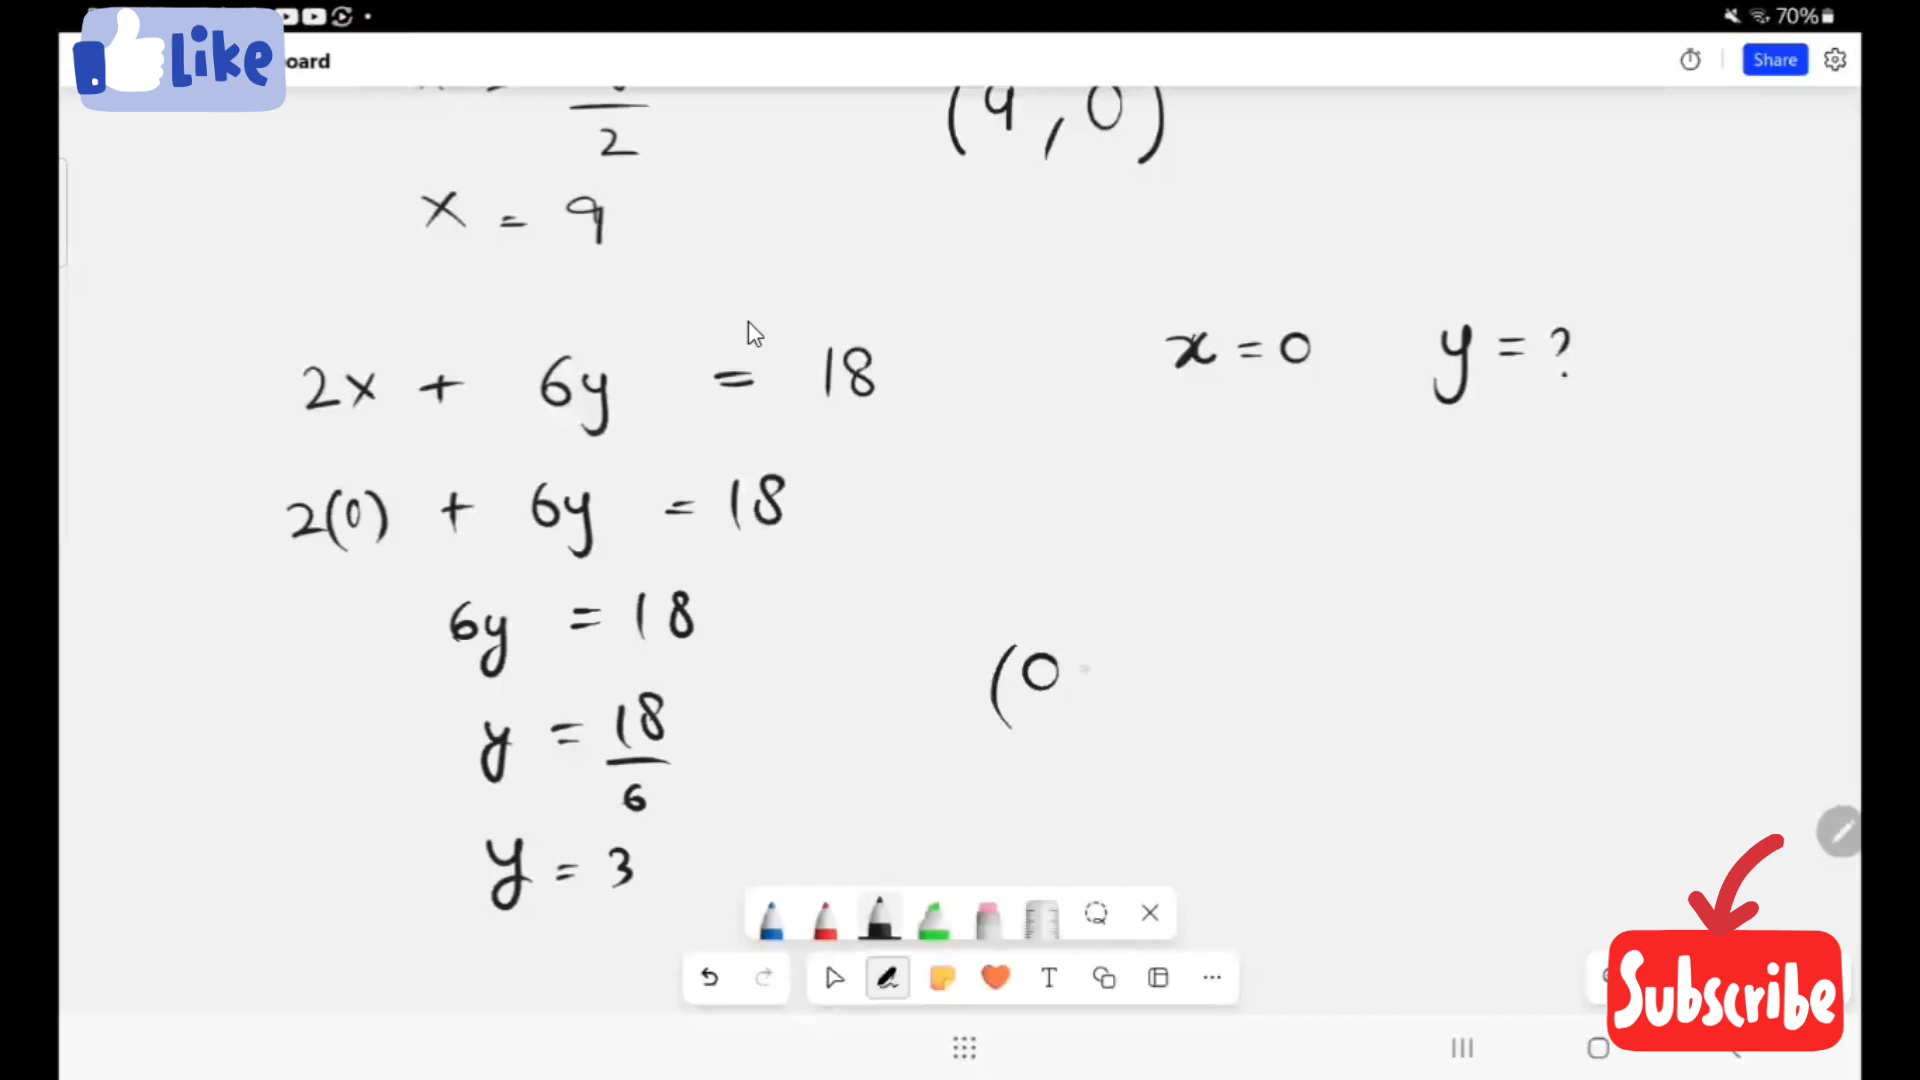 70%
Like
oard
Share
2
(9,0)
x = 9
2x + 6y = 18
x = 0 y = ?
2(0) + 6y = 18
6y = 18
(0
y = 18
6
y = 3
T
Subscribe